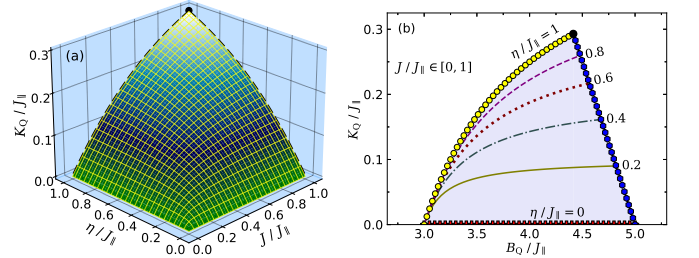 (a)
K_Q / J_∥
0.3
0.2
0.1
0.0
1.0
0.8
0.6
0.4
0.2
0.0
η / J_∥
0.0
0.2
0.4
0.6
0.8
1.0
J / J_∥
(b)
K_Q / J_∥
0.3
0.2
0.1
0.0
J / J_∥ ∈ [0, 1]
η / J_∥ = 1
0.8
0.6
0.4
0.2
η / J_∥ = 0
3.0
3.5
4.0
4.5
5.0
B_Q / J_∥